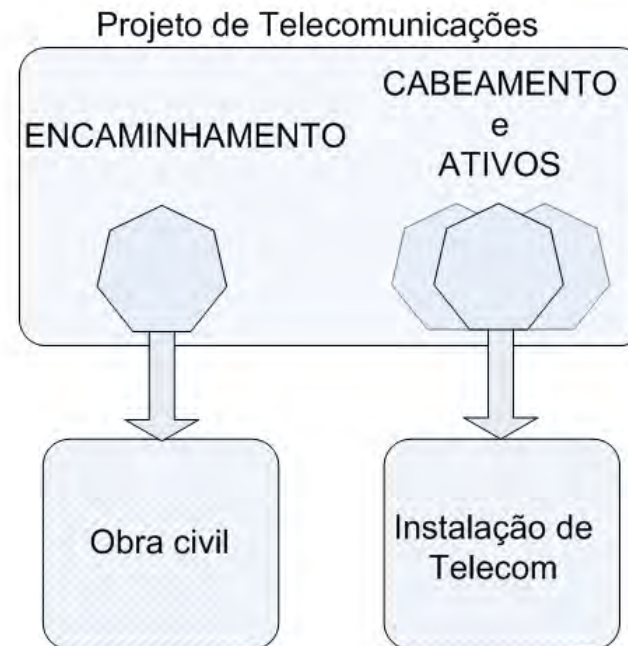 Projeto de Telecomunicações
ENCAMINHAMENTO
CABEAMENTO
e
ATIVOS
Obra civil
Instalação de
Telecom